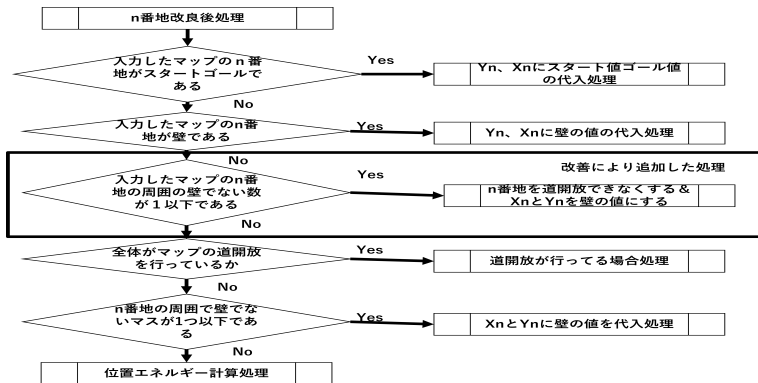 n番地改良後処理
入力したマップのｎ番
地がスタートゴールで
ある
Yes
Yn、Xnにスタート値ゴール値
の代入処理
No
入力したマップのn番
地が壁である
Yes
Yn、Xnに壁の値の代入処理
No
改善により追加した処理
入力したマップのn番
地の周囲の壁でない数
が１以下である
Yes
n番地を道開放できなくする＆
XnとYnを壁の値にする
No
全体がマップの道開放
を行っているか
Yes
道開放が行ってる場合処理
No
n番地の周囲で壁でな
いマスが1つ以下であ
る
Yes
XnとYnに壁の値を代入処理
No
位置エネルギー計算処理